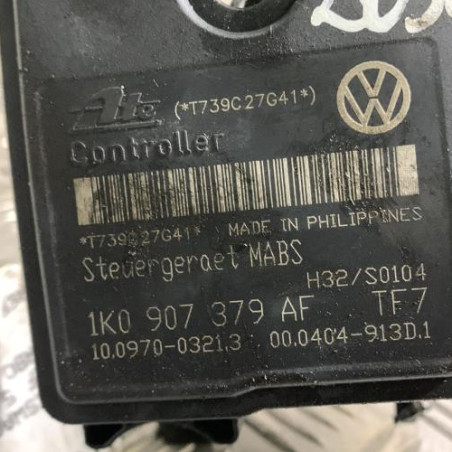 Ate (*T739C27G41*)
Controller
*T739C27G41* MADE IN PHILIPPINES
Steuergeraet MABS
H32/S0104
1K0 907 379 AF TF7
10.0970-0321.3 00.0404-913D.1